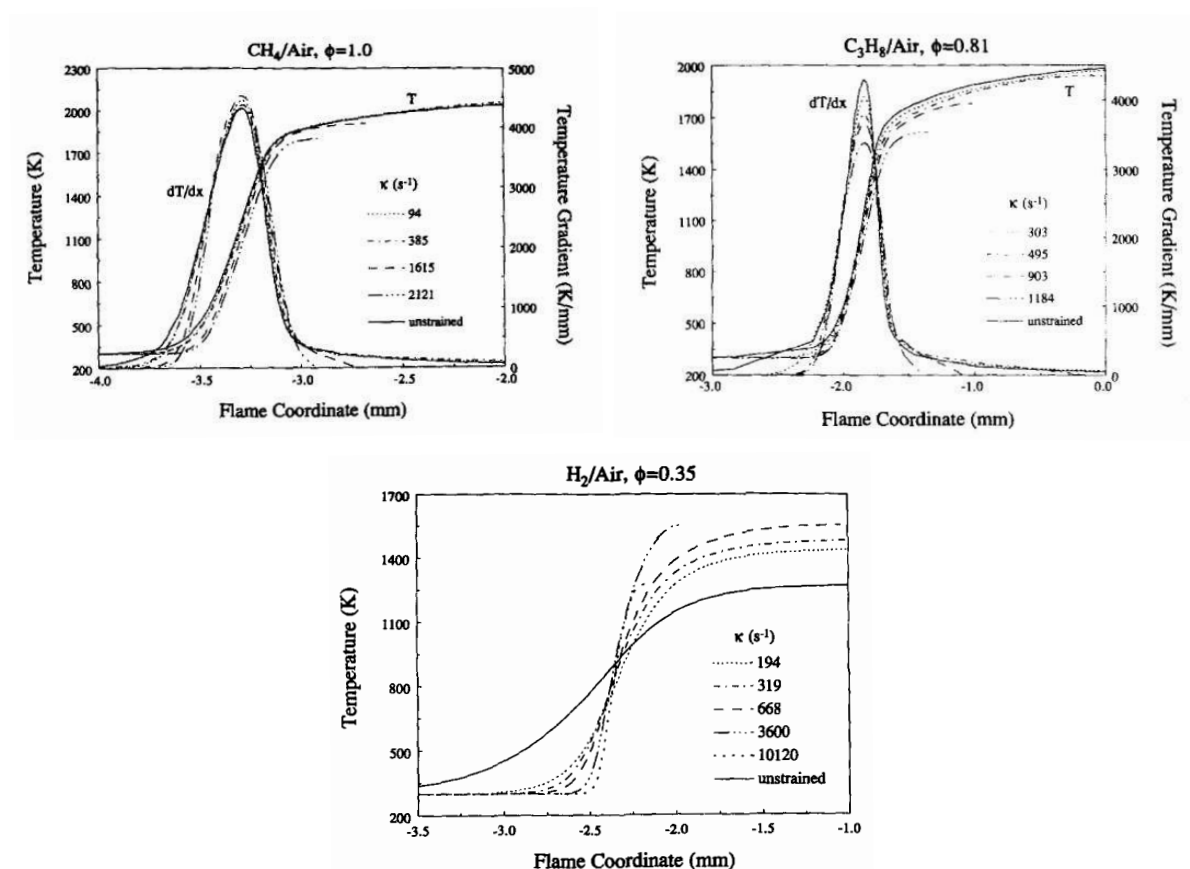 CH4/Air, ϕ=1.0
2300
2000
1700
1400
1100
800
500
200
5000
4000
3000
2000
1000
0
-4.0
-3.5
-3.0
-2.5
-2.0
Temperature (K)
Temperature Gradient (K/mm)
Flame Coordinate (mm)
dT/dx
T
κ (s-1)
94
385
1615
2121
unstrained
C3H8/Air, ϕ=0.81
2000
1700
1400
1100
800
500
200
4000
3000
2000
1000
0
-3.0
-2.0
-1.0
0.0
Temperature (K)
Temperature Gradient (K/mm)
Flame Coordinate (mm)
dT/dx
T
κ (s-1)
303
495
903
1184
unstrained
H2/Air, ϕ=0.35
1700
1400
1100
800
500
200
-3.5
-3.0
-2.5
-2.0
-1.5
-1.0
Temperature (K)
Flame Coordinate (mm)
κ (s-1)
194
319
668
3600
10120
unstrained